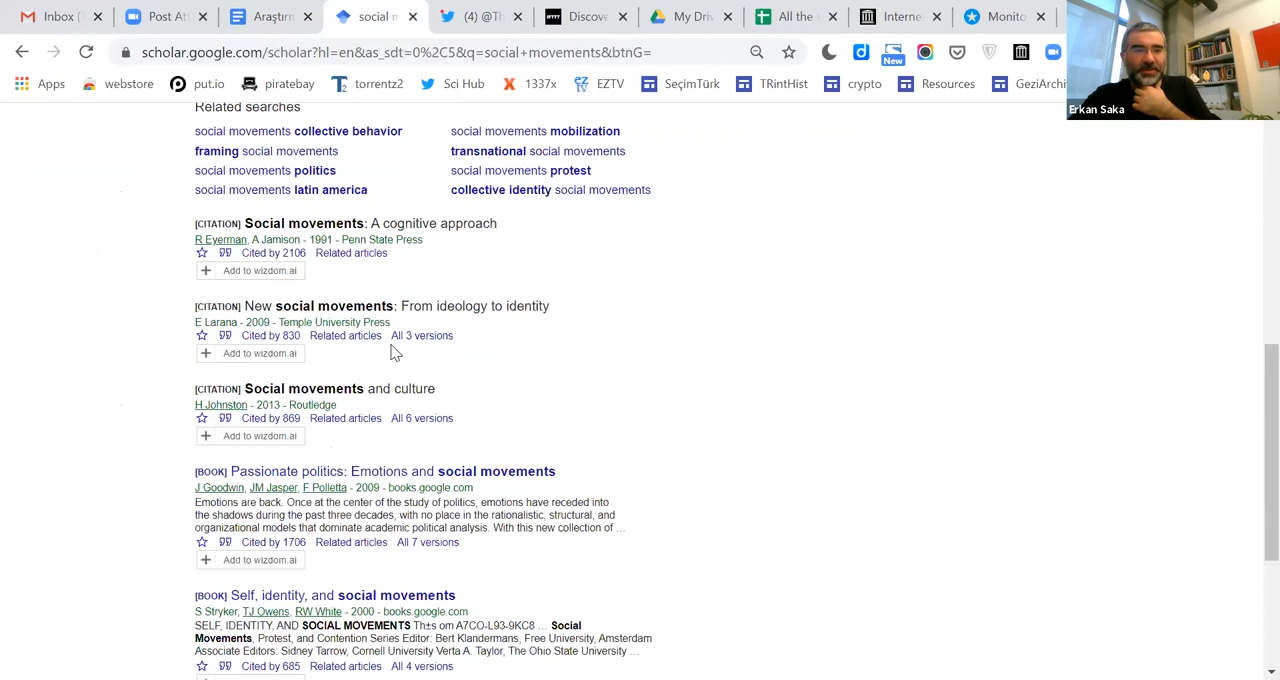 Inbox (
Post At
Araştırm
social m
(4) @Th
Discove
My Driv
All the
Interne
Monito
scholar.google.com/scholar?hl=en&as_sdt=0%2C5&q=social+movements&btnG=
New
Apps
webstore
put.io
piratebay
torrentz2
Sci Hub
1337x
EZTV
SeçimTürk
TRintHist
crypto
Resources
GeziArchi
Erkan Saka
Related searches
social movements collective behavior
social movements mobilization
framing social movements
transnational social movements
social movements politics
social movements protest
social movements latin america
collective identity social movements
[CITATION] Social movements: A cognitive approach
R Eyerman, A Jamison - 1991 - Penn State Press
Cited by 2106 Related articles
+ Add to wizdom.ai
[CITATION] New social movements: From ideology to identity
E Larana - 2009 - Temple University Press
Cited by 830 Related articles All 3 versions
+ Add to wizdom.ai
[CITATION] Social movements and culture
H Johnston - 2013 - Routledge
Cited by 869 Related articles All 6 versions
+ Add to wizdom.ai
[BOOK] Passionate politics: Emotions and social movements
J Goodwin, JM Jasper, F Polletta - 2009 - books.google.com
Emotions are back. Once at the center of the study of politics, emotions have receded into
the shadows during the past three decades, with no place in the rationalistic, structural, and
organizational models that dominate academic political analysis. With this new collection of ...
Cited by 1706 Related articles All 7 versions
+ Add to wizdom.ai
[BOOK] Self, identity, and social movements
S Stryker, TJ Owens, RW White - 2000 - books.google.com
SELF, IDENTITY, AND SOCIAL MOVEMENTS Th±s om A7CO-L93-9KC8 ... Social
Movements, Protest, and Contention Series Editor: Bert Klandermans, Free University, Amsterdam
Associate Editors: Sidney Tarrow, Cornell University Verta A. Taylor, The Ohio State University ...
Cited by 685 Related articles All 4 versions